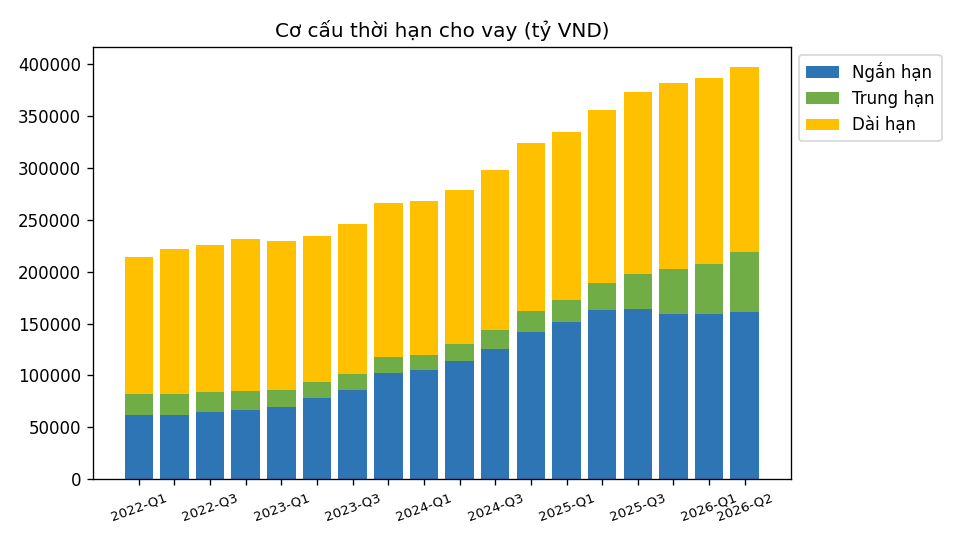 Cơ cấu thời hạn cho vay (tỷ VND)
400000
350000
300000
250000
200000
150000
100000
50000
0
Ngắn hạn
Trung hạn
Dài hạn
2022-Q1 2022-Q3 2023-Q1 2023-Q3 2024-Q1 2024-Q3 2025-Q1 2025-Q3 2026-Q1 2026-Q2